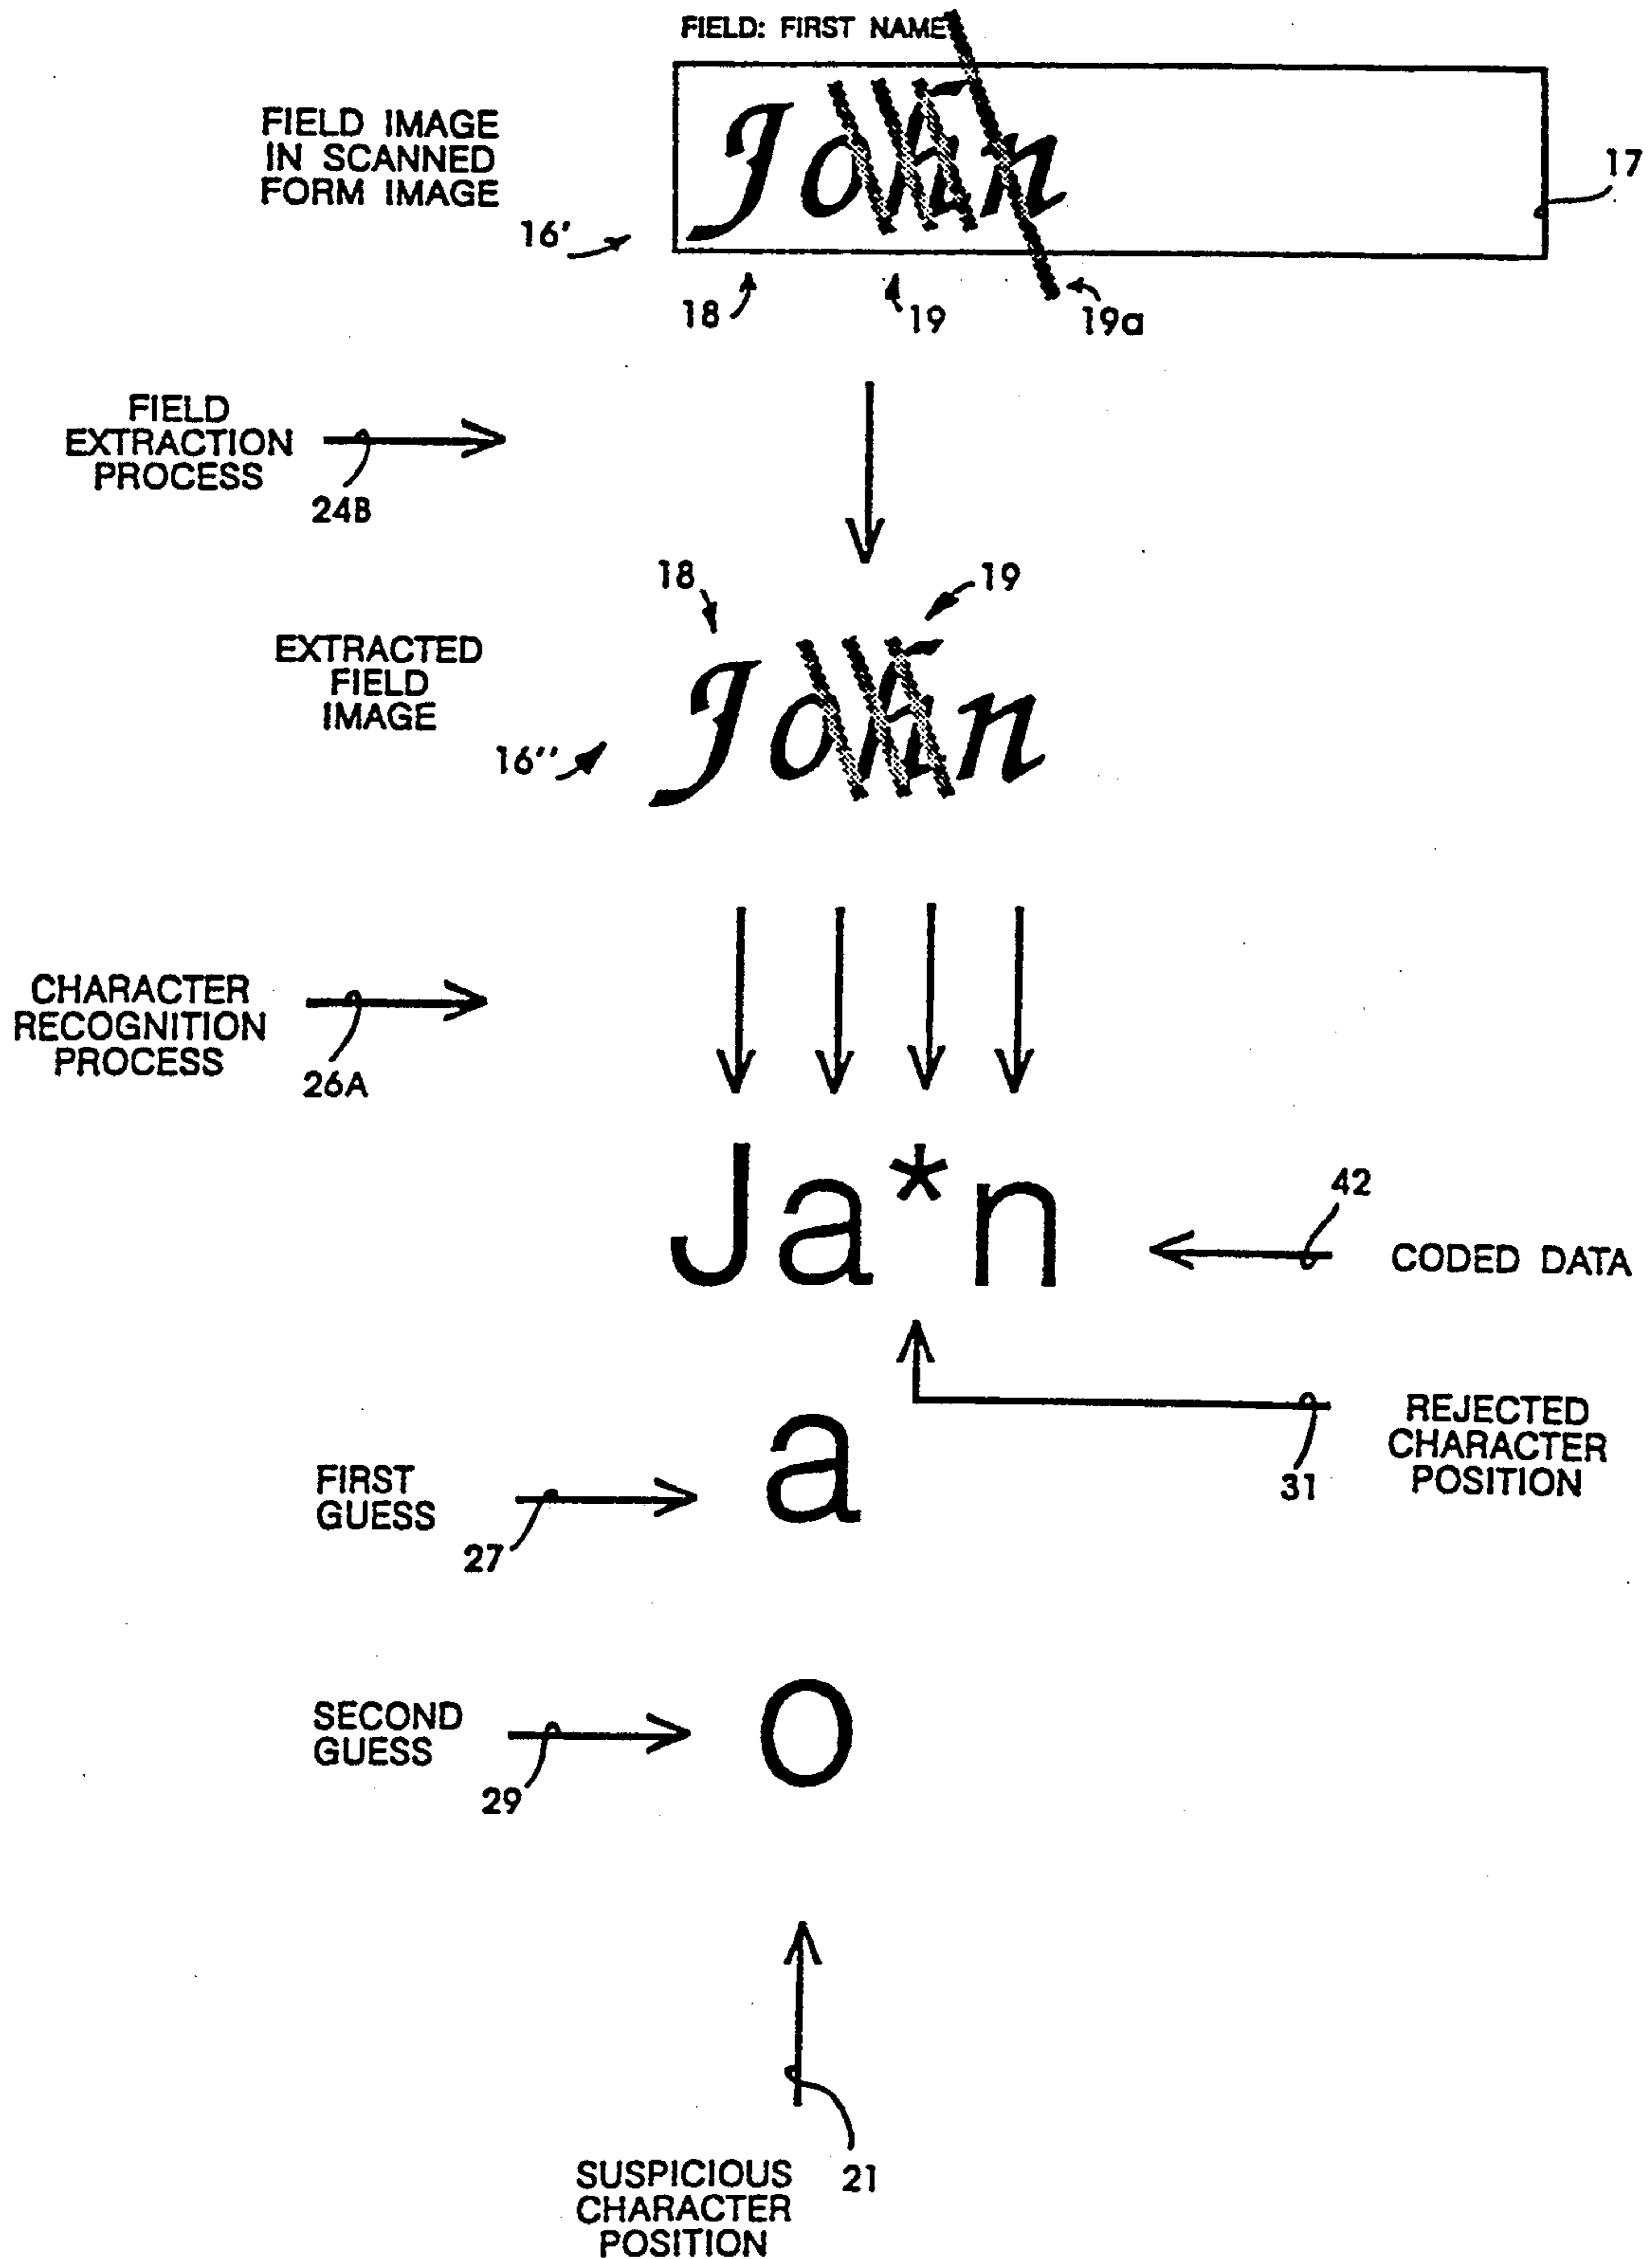 FIELD: FIRST NAME
John
FIELD IMAGE
IN SCANNED
FORM IMAGE
16'
17
18
19
19a
FIELD
EXTRACTION
PROCESS
24B
18
19
EXTRACTED
FIELD
IMAGE
16''
John
CHARACTER
RECOGNITION
PROCESS
26A
Ja*n
42
CODED DATA
REJECTED
CHARACTER
POSITION
31
FIRST
GUESS
27
a
SECOND
GUESS
29
o
21
SUSPICIOUS
CHARACTER
POSITION